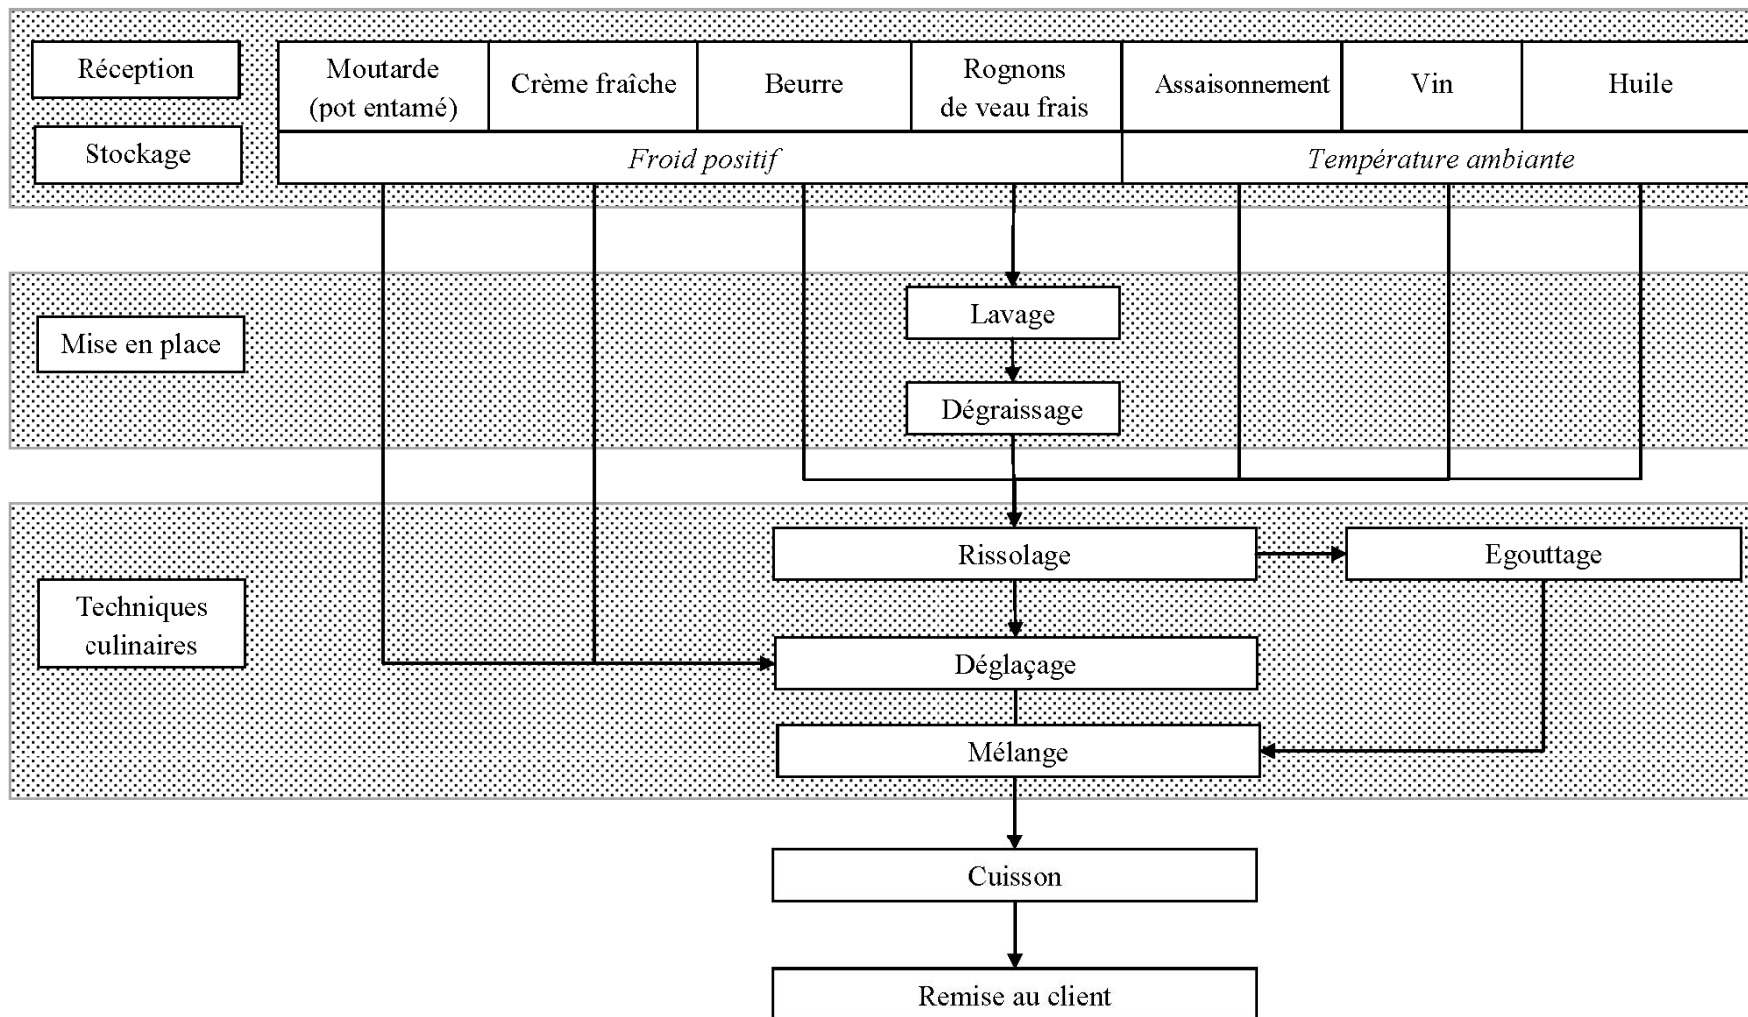 Réception
Moutarde
(pot entamé)
Crème fraîche
Beurre
Rognons
de veau frais
Assaisonnement
Vin
Huile
Stockage
Froid positif
Température ambiante
Mise en place
Lavage
Dégraissage
Techniques
culinaires
Rissolage
Egouttage
Déglaçage
Mélange
Cuisson
Remise au client